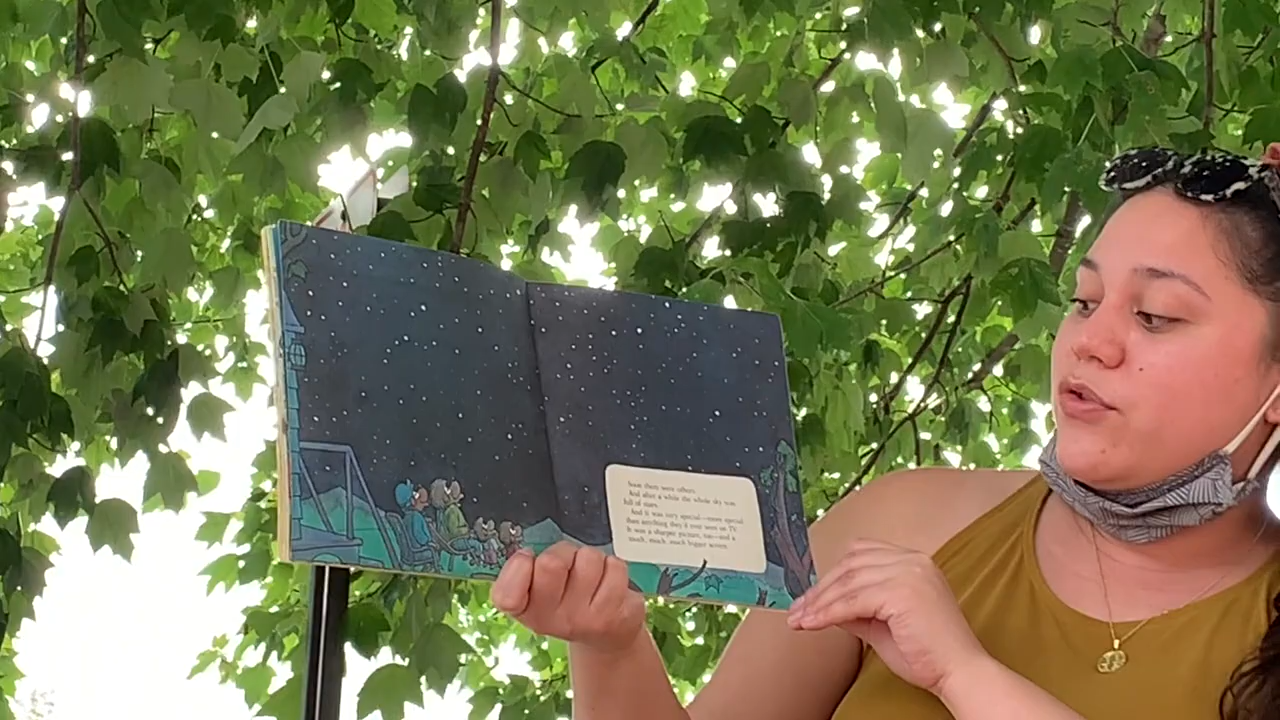 Soon there were others.
And after a while the whole sky was
full of stars.
And it was very special—more special
than anything they'd ever seen on TV.
It was a sharper picture, too—and a
much, much, much bigger screen.